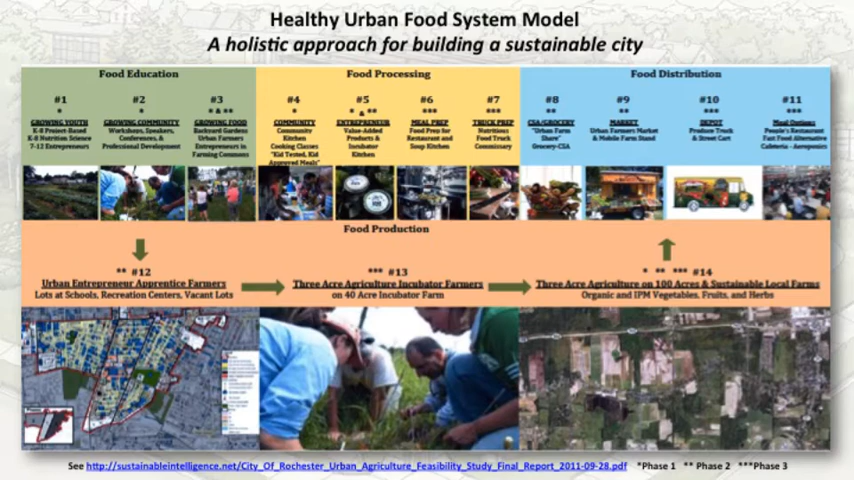 Healthy Urban Food System Model
A holistic approach for building a sustainable city
Food Education
#1
*
GROWING YOUTH
K-8 Project-Based
K-8 Nutrition Science
7-12 Entrepreneurs
#2
*
GROWING COMMUNITY
Workshops, Speakers,
Conferences, &
Professional Development
#3
* & **
GROWING FOOD
Backyard Gardens
Urban Farmers
Entrepreneurs in
Farming Commons
Food Processing
#4
*
COMMUNITY
Community
Kitchen
Cooking Classes
"Kid Tested, Kid
Approved Meals"
#5
* & **
ENTREPRENEUR
Value-Added
Products &
Incubator
Kitchen
#6
***
MEAL PREP
Food Prep for
Restaurant and
Soup Kitchen
#7
***
TRUCK PREP
Nutritious
Food Truck
Commissary
Food Distribution
#8
**
CSA/GROCERY
"Urban Farm
Share"
Grocery-CSA
#9
**
MARKET
Urban Farmers Market
& Mobile Farm Stand
#10
***
DEPOT
Produce Truck
& Street Cart
#11
***
Meal Options
People's Restaurant
Fast Food Alternative
Cafeteria - Aeroponics
Food Production
** #12
Urban Entrepreneur Apprentice Farmers
Lots at Schools, Recreation Centers, Vacant Lots
*** #13
Three Acre Agriculture Incubator Farmers
on 40 Acre Incubator Farm
* ** *** #14
Three Acre Agriculture on 100 Acres & Sustainable Local Farms
Organic and IPM Vegetables, Fruits, and Herbs
See http://sustainableintelligence.net/City_Of_Rochester_Urban_Agriculture_Feasibility_Study_Final_Report_2011-09-28.pdf *Phase 1 ** Phase 2 ***Phase 3